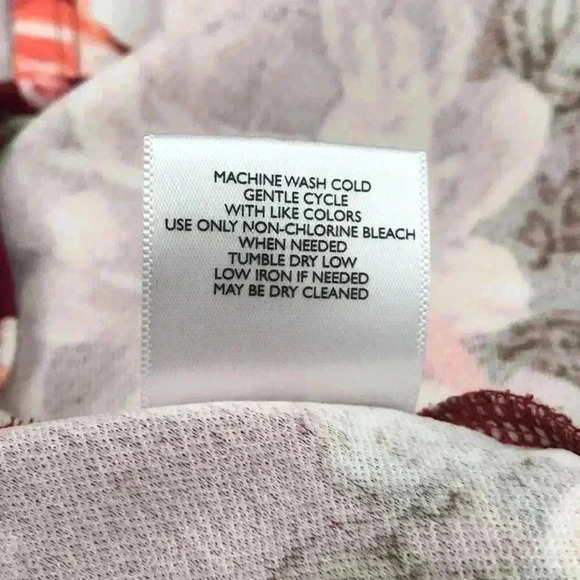 MACHINE WASH COLD
GENTLE CYCLE
WITH LIKE COLORS
USE ONLY NON-CHLORINE BLEACH
WHEN NEEDED
TUMBLE DRY LOW
LOW IRON IF NEEDED
MAY BE DRY CLEANED